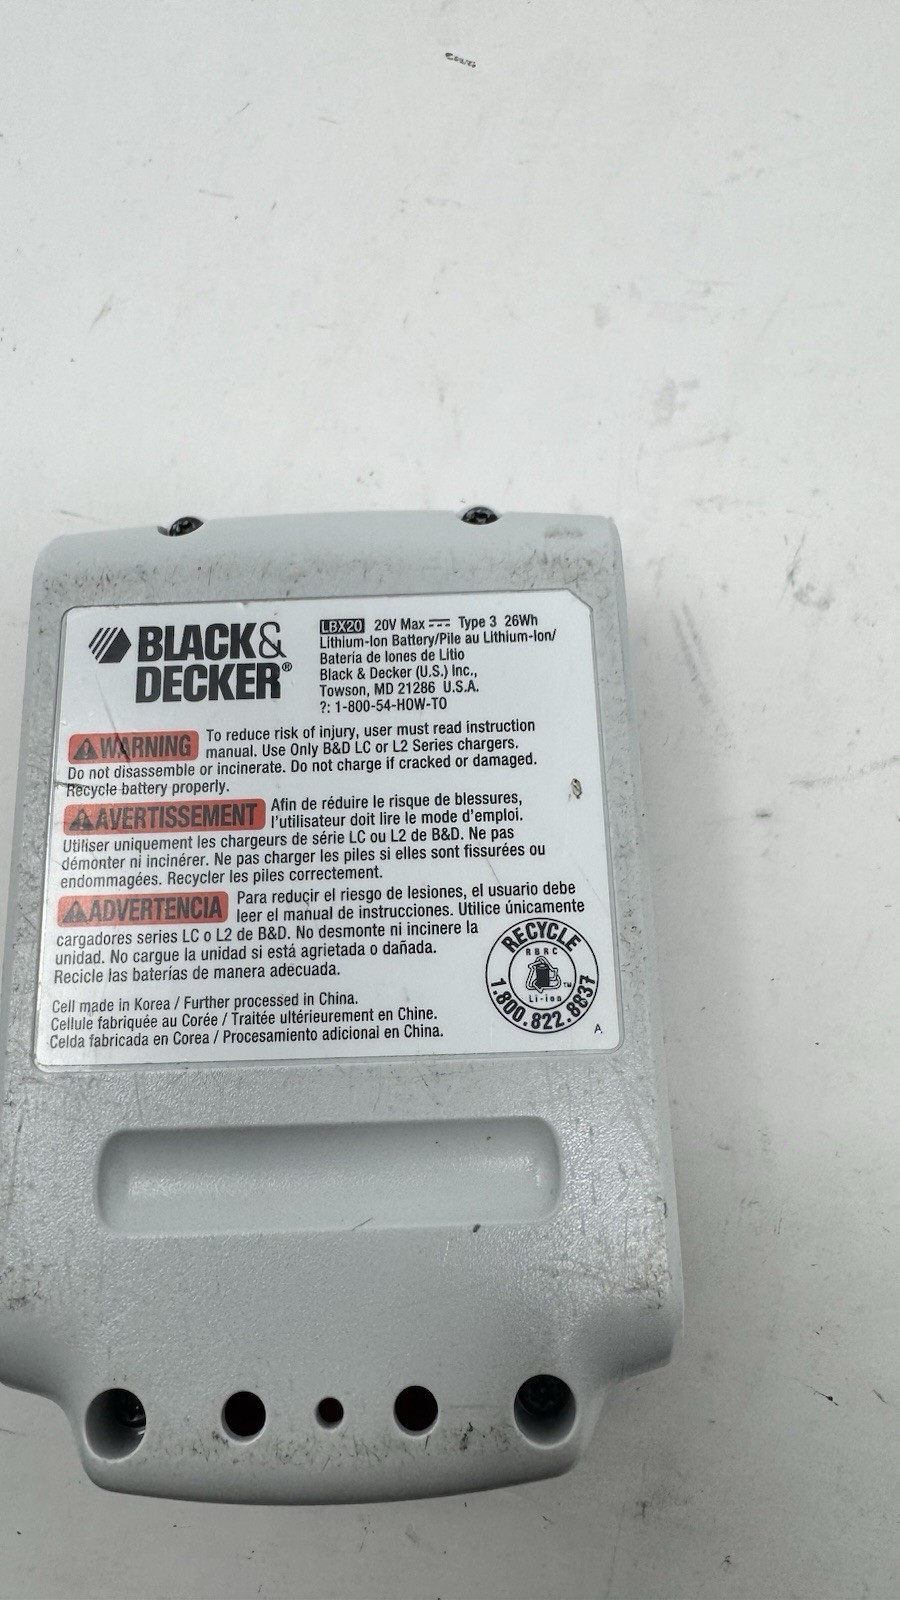 BLACK&
DECKER®
LBX20 20V Max Type 3 26Wh
Lithium-Ion Battery/Pile au Lithium-Ion/
Batería de Iones de Litio
Black & Decker (U.S.) Inc.,
Towson, MD 21286 U.S.A.
?: 1-800-54-HOW-TO
WARNING To reduce risk of injury, user must read instruction
manual. Use Only B&D LC or L2 Series chargers.
Do not disassemble or incinerate. Do not charge if cracked or damaged.
Recycle battery properly.
AVERTISSEMENT Afin de réduire le risque de blessures,
l'utilisateur doit lire le mode d'emploi.
Utiliser uniquement les chargeurs de série LC ou L2 de B&D. Ne pas
démonter ni incinérer. Ne pas charger les piles si elles sont fissurées ou
endommagées. Recycler les piles correctement.
ADVERTENCIA Para reducir el riesgo de lesiones, el usuario debe
leer el manual de instrucciones. Utilice únicamente
cargadores series LC o L2 de B&D. No desmonte ni incinere la
unidad. No cargue la unidad si está agrietada o dañada.
Recicle las baterías de manera adecuada.
Cell made in Korea / Further processed in China.
Cellule fabriquée au Corée / Traitée ultérieurement en Chine.
Celda fabricada en Corea / Procesamiento adicional en China.
RECYCLE
RBRC
TM
Li-ion
1.800.822.8837
A